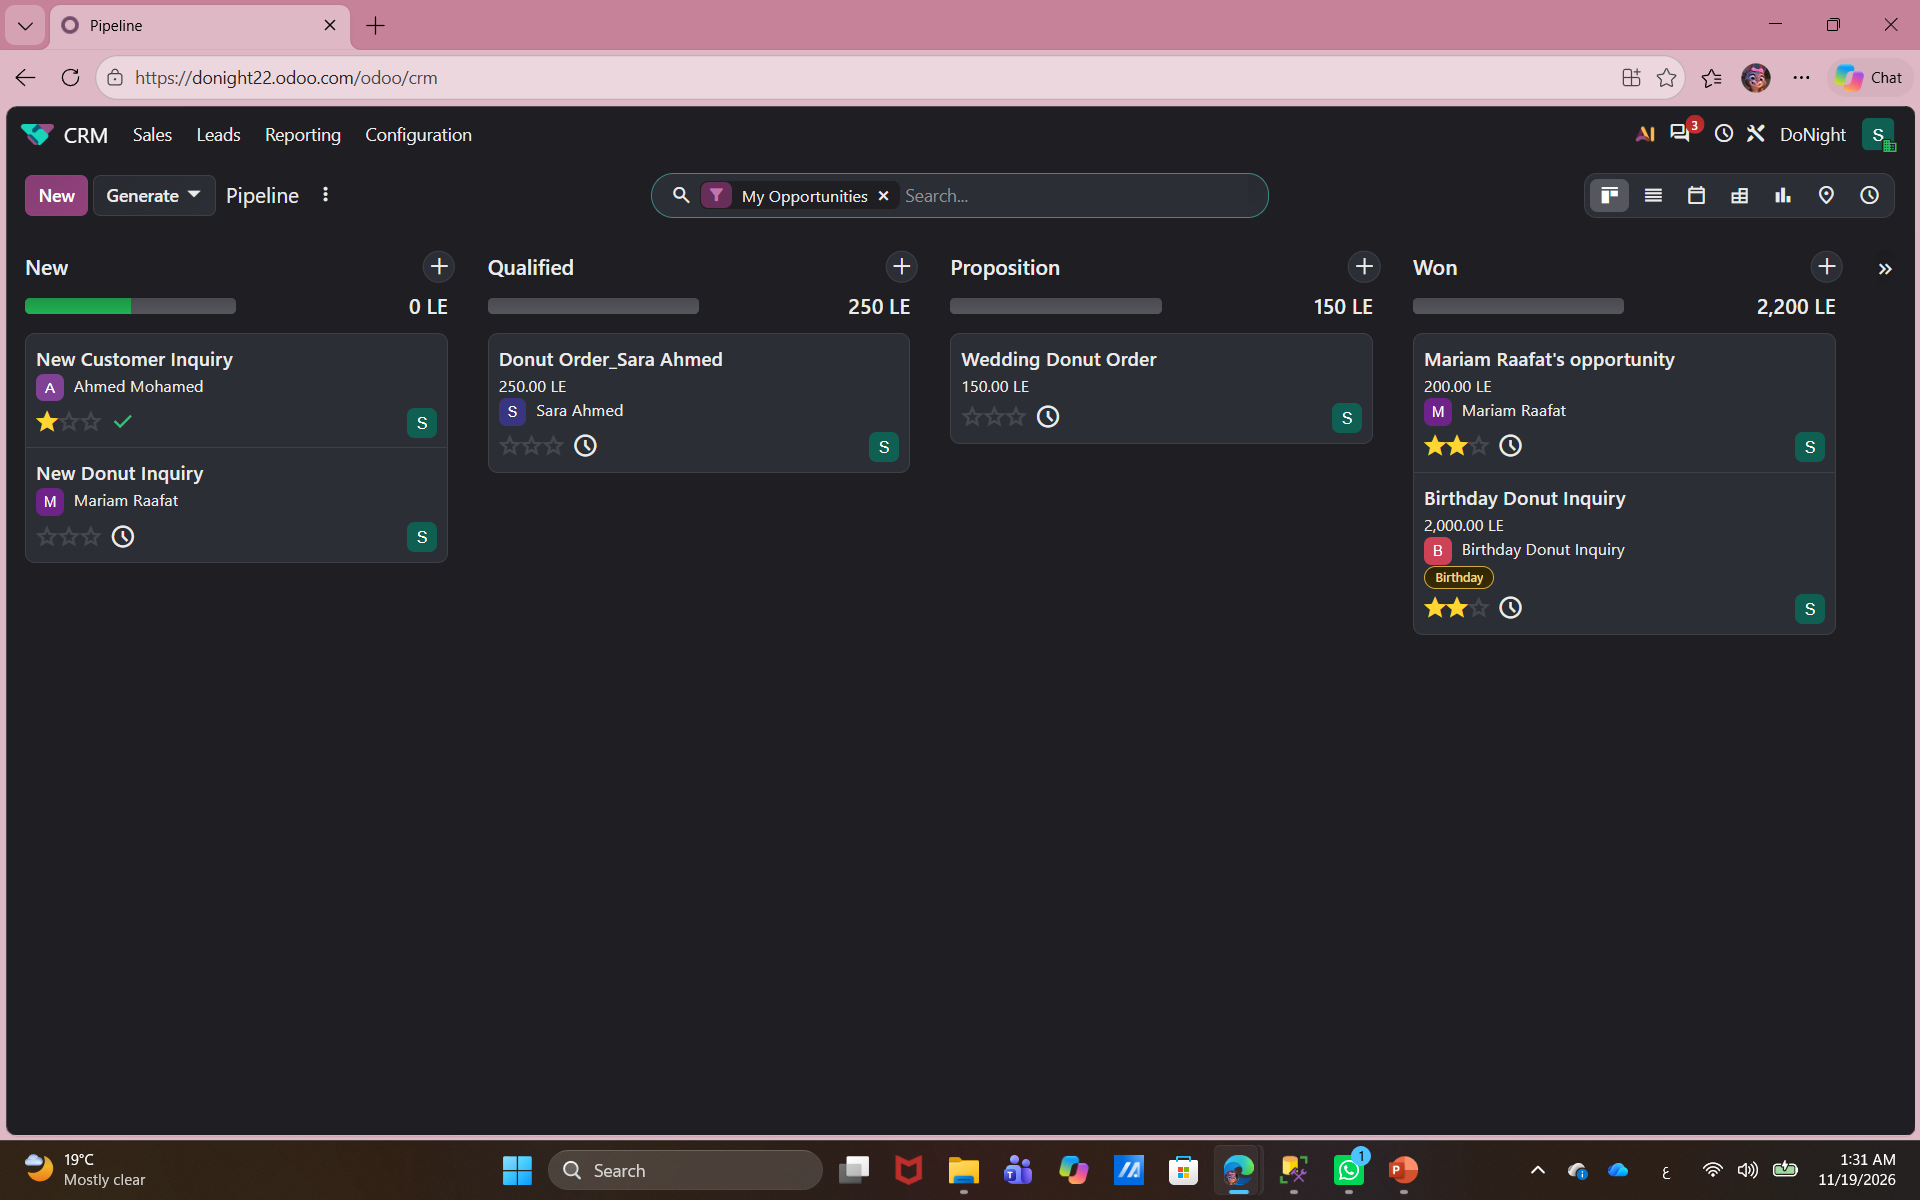 Pipeline
https://donight22.odoo.com/odoo/crm
Chat
CRM Sales Leads Reporting Configuration
AI 3 DoNight S
New Generate Pipeline
My Opportunities Search...
New
0 LE
New Customer Inquiry
A Ahmed Mohamed
S
New Donut Inquiry
M Mariam Raafat
S
Qualified
250 LE
Donut Order_Sara Ahmed
250.00 LE
S Sara Ahmed
S
Proposition
150 LE
Wedding Donut Order
150.00 LE
S
Won
2,200 LE
Mariam Raafat's opportunity
200.00 LE
M Mariam Raafat
S
Birthday Donut Inquiry
2,000.00 LE
B Birthday Donut Inquiry
Birthday
S
19°C
Mostly clear
Search
1
ع
1:31 AM
11/19/2026